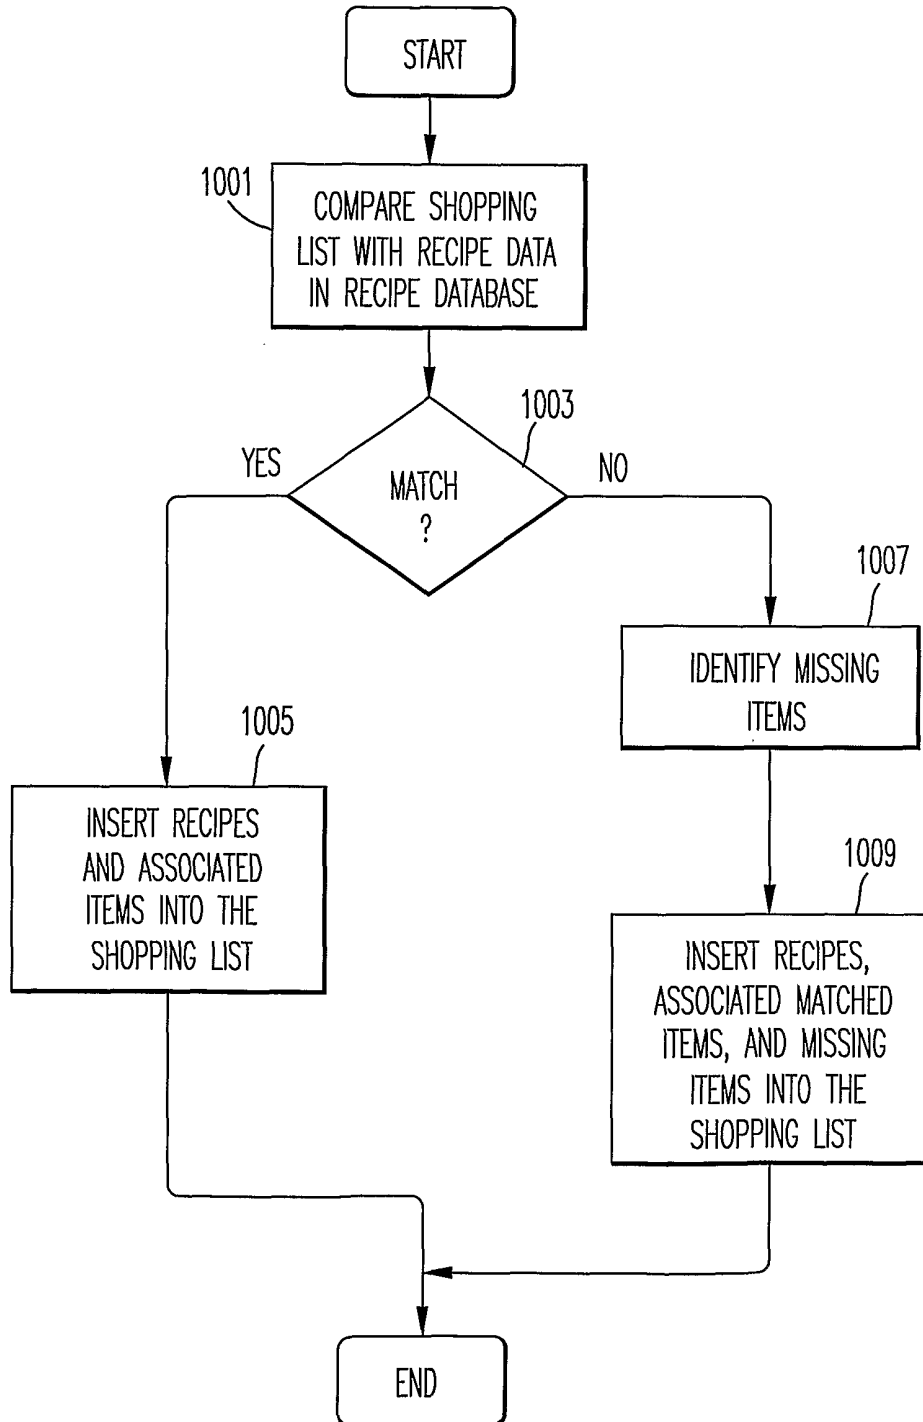 START
1001
COMPARE SHOPPING
LIST WITH RECIPE DATA
IN RECIPE DATABASE
1003
YES
MATCH
?
NO
1007
IDENTIFY MISSING
ITEMS
1005
INSERT RECIPES
AND ASSOCIATED
ITEMS INTO THE
SHOPPING LIST
1009
INSERT RECIPES,
ASSOCIATED MATCHED
ITEMS, AND MISSING
ITEMS INTO THE
SHOPPING LIST
END